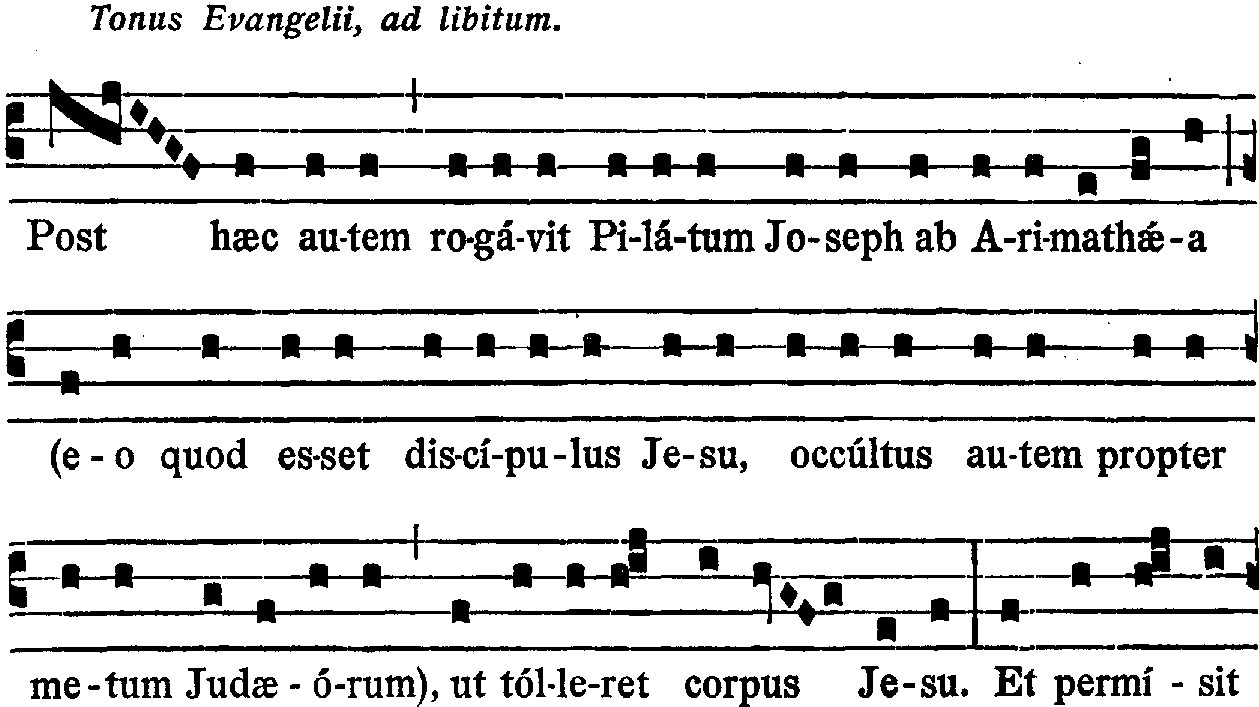 Tonus Evangelii, ad libitum.
Post hæc au-tem ro-gá-vit Pi-lá-tum Jo-seph ab A-ri-mathǽ-a
(e-o quod es-set dis-cí-pu-lus Je-su, occúltus au-tem propter
me-tum Judæ-ó-rum), ut tól-le-ret corpus Je-su. Et permí-sit